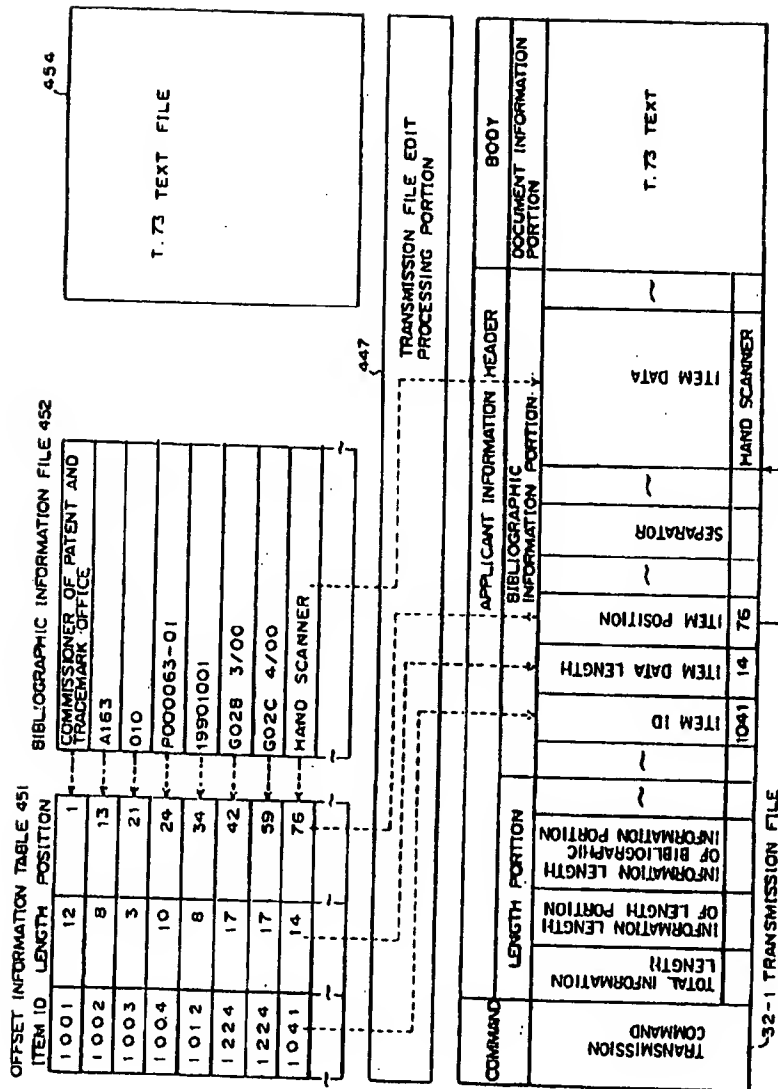 OFFSET INFORMATION TABLE 451
ITEM ID LENGTH POSITION
1001 12 1
1002 8 13
1003 3 21
1004 10 24
1012 8 34
1224 17 42
1224 17 59
1041 14 76
BIBLIOGRAPHIC INFORMATION FILE 452
COMMISSIONER OF PATENT AND
TRADEMARK OFFICE
A163
010
P000063-01
19901001
G02B 3/00
G02C 4/00
HAND SCANNER
454
T.73 TEXT FILE
447
TRANSMISSION FILE EDIT
PROCESSING PORTION
COMMAND
APPLICANT INFORMATION HEADER
BODY
LENGTH PORTION
BIBLIOGRAPHIC
INFORMATION PORTION
DOCUMENT INFORMATION
PORTION
TRANSMISSION
COMMAND
TOTAL INFORMATION
LENGTH
INFORMATION LENGTH
OF LENGTH PORTION
INFORMATION LENGTH
OF BIBLIOGRAPHIC
INFORMATION PORTION
~
~
ITEM ID
1041
ITEM DATA LENGTH
14
ITEM POSITION
76
~
SEPARATOR
~
ITEM DATA
HAND SCANNER
~
T.73 TEXT
32-1 TRANSMISSION FILE